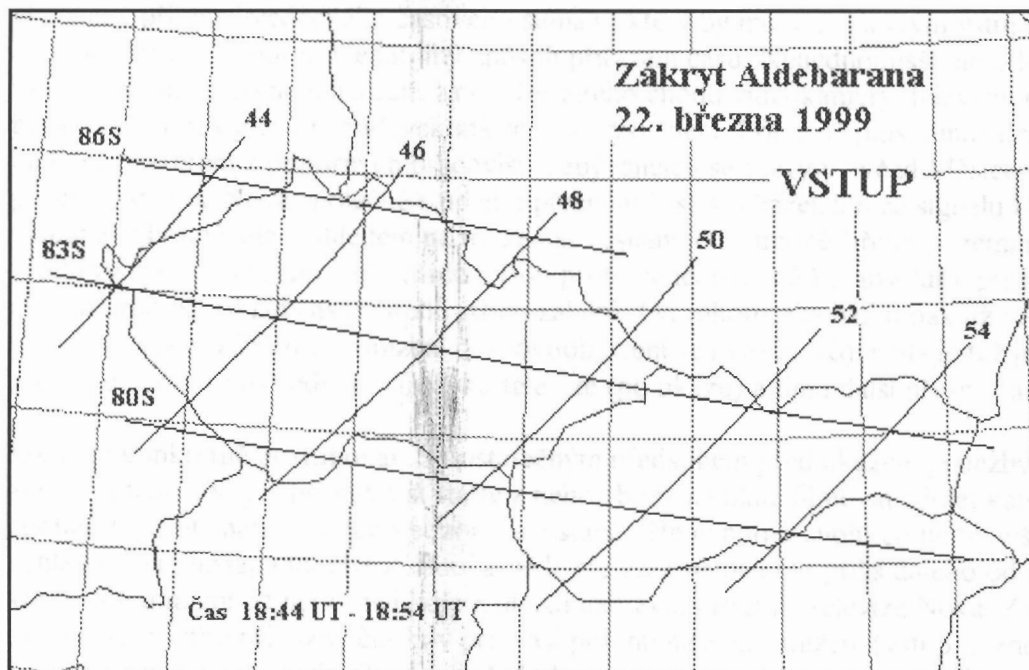 Zákryt Aldebarana
22. března 1999
VSTUP
86S
44
46
48
83S
50
52
54
80S
Čas 18:44 UT - 18:54 UT